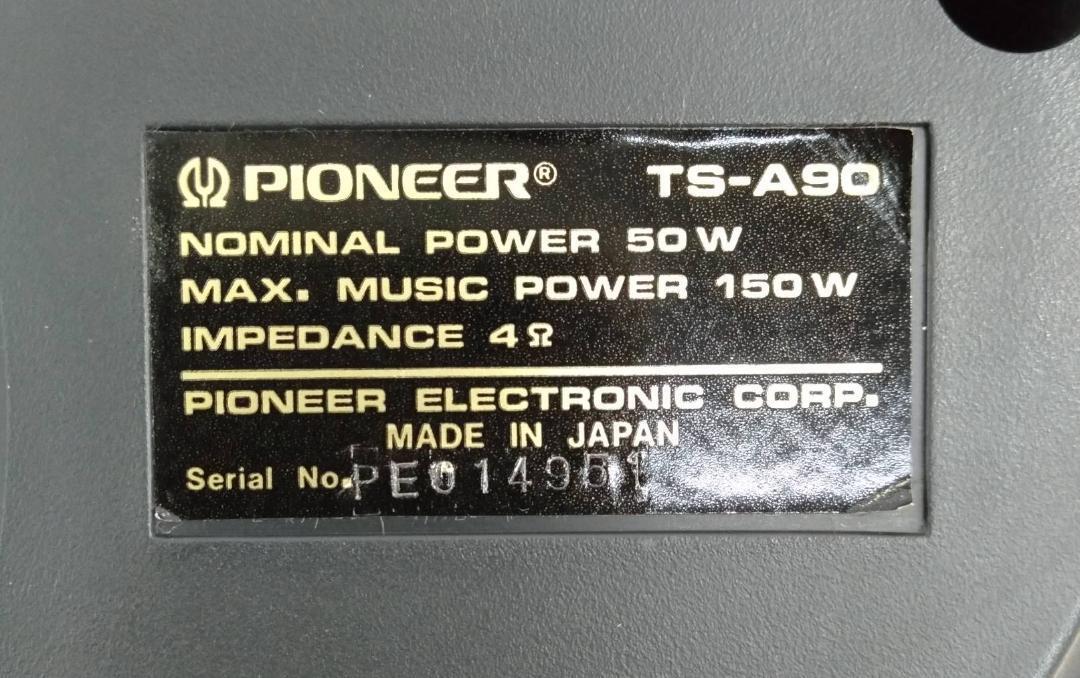 PIONEER® TS-A90
NOMINAL POWER 50W
MAX. MUSIC POWER 150W
IMPEDANCE 4Ω
PIONEER ELECTRONIC CORP.
MADE IN JAPAN
Serial No.